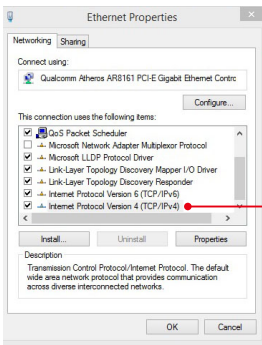 Ethernet Properties
Networking Sharing
Connect using:
Qualcomm Atheros AR8161 PCI-E Gigabit Ethernet Contrc
Configure...
This connection uses the following items:
QoS Packet Scheduler
Microsoft Network Adapter Multiplexor Protocol
Microsoft LLDP Protocol Driver
Link-Layer Topology Discovery Mapper I/O Driver
Link-Layer Topology Discovery Responder
Internet Protocol Version 6 (TCP/IPv6)
Internet Protocol Version 4 (TCP/IPv4)
Install... Uninstall Properties
Description
Transmission Control Protocol/Internet Protocol. The default
wide area network protocol that provides communication
across diverse interconnected networks.
OK Cancel